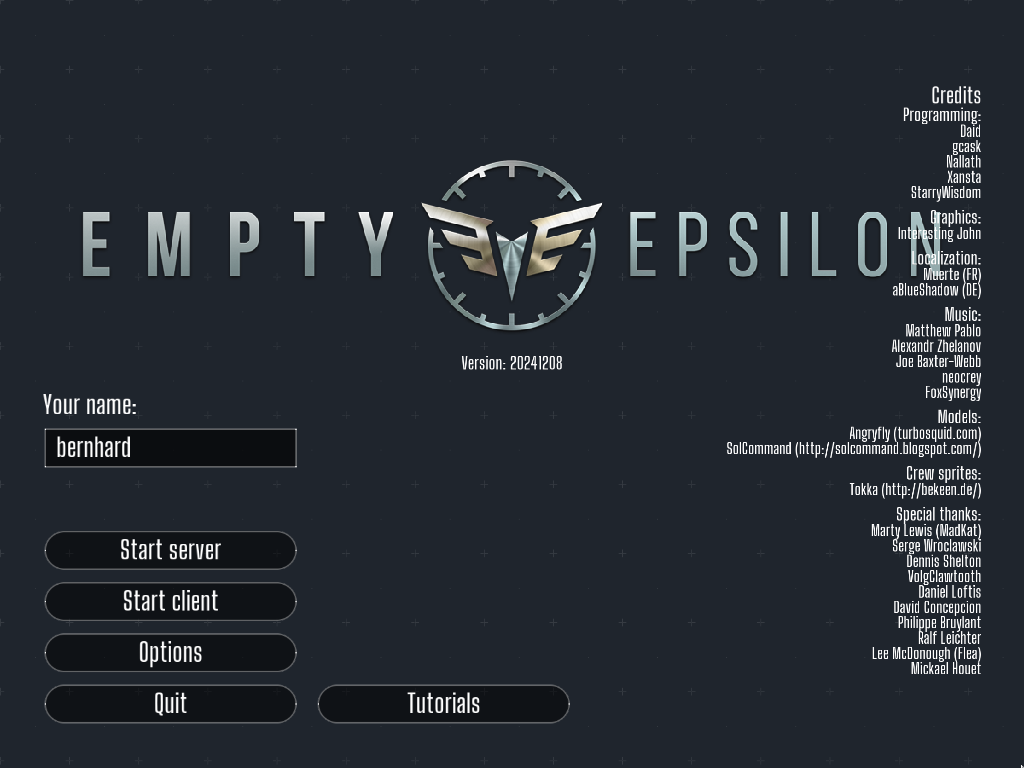 EMPTY EPSILON
Version: 20241208
Your name:
bernhard
Start server
Start client
Options
Quit
Tutorials
Credits
Programming:
Daid
gcask
Nallath
Xansta
StarryWisdom
Graphics:
Interesting John
Localization:
Muerte (FR)
aBlueShadow (DE)
Music:
Matthew Pablo
Alexandr Zhelanov
Joe Baxter-Webb
neocrey
FoxSynergy
Models:
Angryfly (turbosquid.com)
SolCommand (http://solcommand.blogspot.com/)
Crew sprites:
Tokka (http://bekeen.de/)
Special thanks:
Marty Lewis (MadKat)
Serge Wroclawski
Dennis Shelton
VolgClawtooth
Daniel Loftis
David Concepcion
Philippe Bruylant
Ralf Leichter
Lee McDonough (Flea)
Mickael Houet